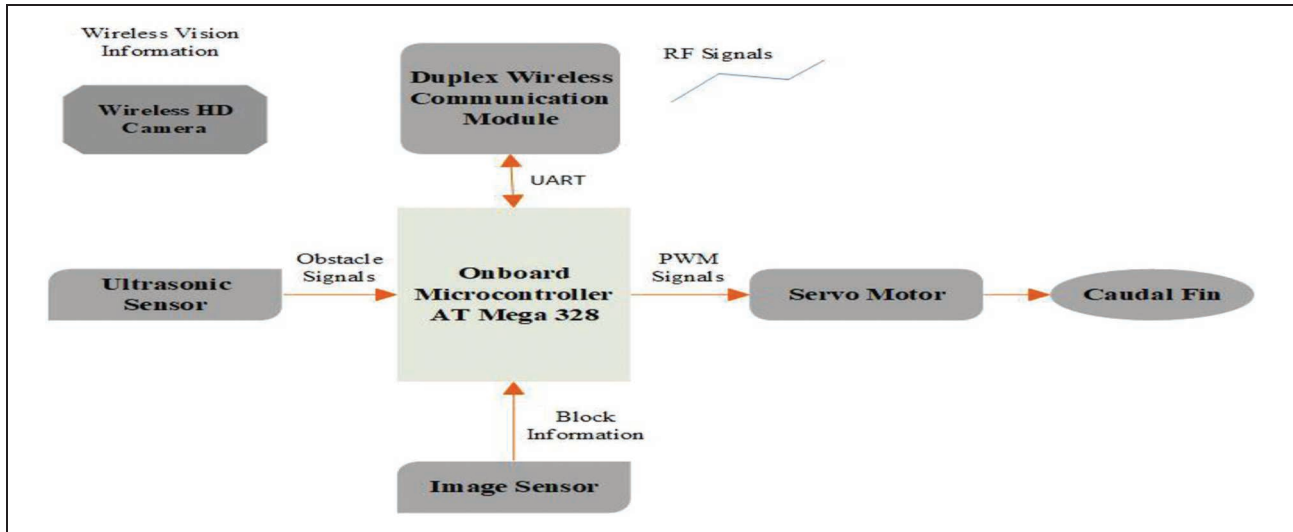 Wireless Vision
Information
Wireless HD
Camera
Duplex Wireless
Communication
Module
RF Signals
UART
Ultrasonic
Sensor
Obstacle
Signals
Onboard
Microcontroller
AT Mega 328
PWM
Signals
Servo Motor
Caudal Fin
Block
Information
Image Sensor